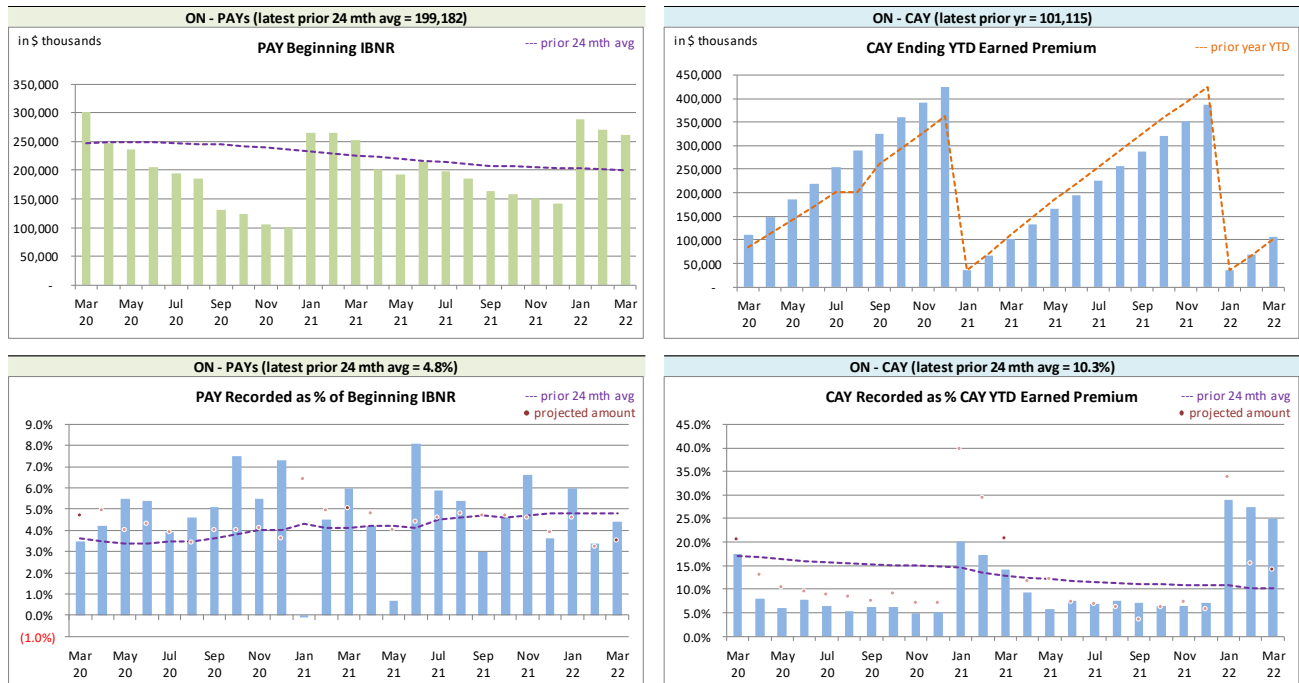 ON - PAYs (latest prior 24 mth avg = 199,182)
in $ thousands
PAY Beginning IBNR
--- prior 24 mth avg
350,000
300,000
250,000
200,000
150,000
100,000
50,000
-
Mar May Jul Sep Nov Jan Mar May Jul Sep Nov Jan Mar
20 20 20 20 20 21 21 21 21 21 21 22 22
ON - CAY (latest prior yr = 101,115)
in $ thousands
CAY Ending YTD Earned Premium
--- prior year YTD
450,000
400,000
350,000
300,000
250,000
200,000
150,000
100,000
50,000
-
Mar May Jul Sep Nov Jan Mar May Jul Sep Nov Jan Mar
20 20 20 20 20 21 21 21 21 21 21 22 22
ON - PAYs (latest prior 24 mth avg = 4.8%)
PAY Recorded as % of Beginning IBNR
--- prior 24 mth avg
• projected amount
9.0%
8.0%
7.0%
6.0%
5.0%
4.0%
3.0%
2.0%
1.0%
0.0%
(1.0%)
Mar May Jul Sep Nov Jan Mar May Jul Sep Nov Jan Mar
20 20 20 20 20 21 21 21 21 21 21 22 22
ON - CAY (latest prior 24 mth avg = 10.3%)
CAY Recorded as % CAY YTD Earned Premium
--- prior 24 mth avg
• projected amount
45.0%
40.0%
35.0%
30.0%
25.0%
20.0%
15.0%
10.0%
5.0%
0.0%
Mar May Jul Sep Nov Jan Mar May Jul Sep Nov Jan Mar
20 20 20 20 20 21 21 21 21 21 21 22 22